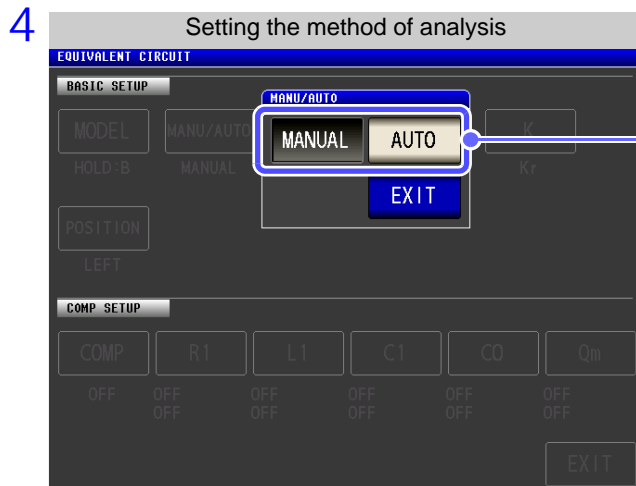 4
Setting the method of analysis
EQUIVALENT CIRCUIT
BASIC SETUP
MANU/AUTO
MODEL MANU/AUTO MANUAL AUTO K
HOLD:B MANUAL Kr
EXIT
POSITION
LEFT
COMP SETUP
COMP R1 L1 C1 C0 Qm
OFF OFF OFF OFF OFF OFF
OFF OFF OFF OFF OFF
EXIT